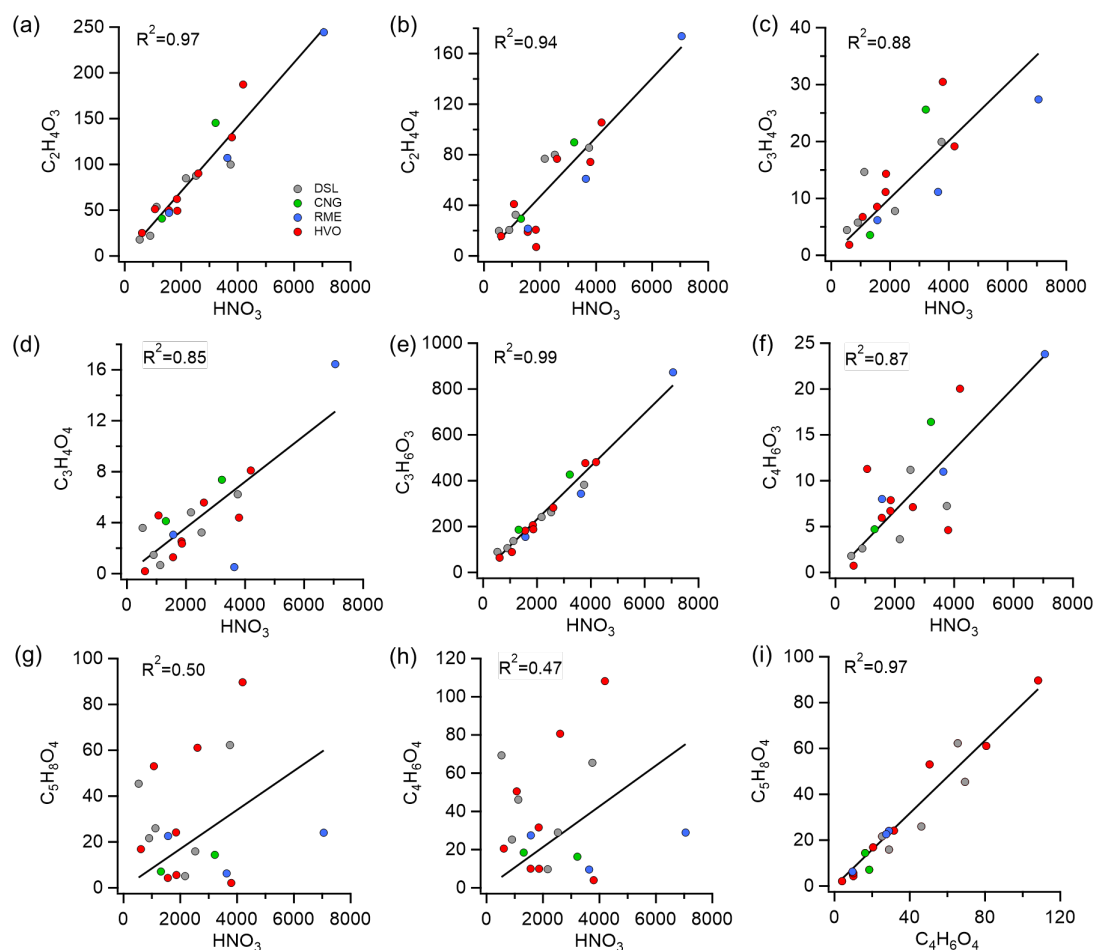 (a)
R²=0.97
C₂H₄O₃
250
200
150
100
50
0
DSL
CNG
RME
HVO
0 2000 4000 6000 8000
HNO₃
(b)
R²=0.94
C₂H₄O₄
160
120
80
40
0
0 2000 4000 6000 8000
HNO₃
(c)
R²=0.88
C₃H₄O₃
40
30
20
10
0
0 2000 4000 6000 8000
HNO₃
(d)
R²=0.85
C₃H₄O₄
16
12
8
4
0
0 2000 4000 6000 8000
HNO₃
(e)
R²=0.99
C₃H₆O₃
1000
800
600
400
200
0
0 2000 4000 6000 8000
HNO₃
(f)
R²=0.87
C₄H₆O₃
25
20
15
10
5
0
0 2000 4000 6000 8000
HNO₃
(g)
R²=0.50
C₅H₈O₄
100
80
60
40
20
0
0 2000 4000 6000 8000
HNO₃
(h)
R²=0.47
C₄H₆O₄
120
100
80
60
40
20
0
0 2000 4000 6000 8000
HNO₃
(i)
R²=0.97
C₅H₈O₄
100
80
60
40
20
0
0 40 80 120
C₄H₆O₄